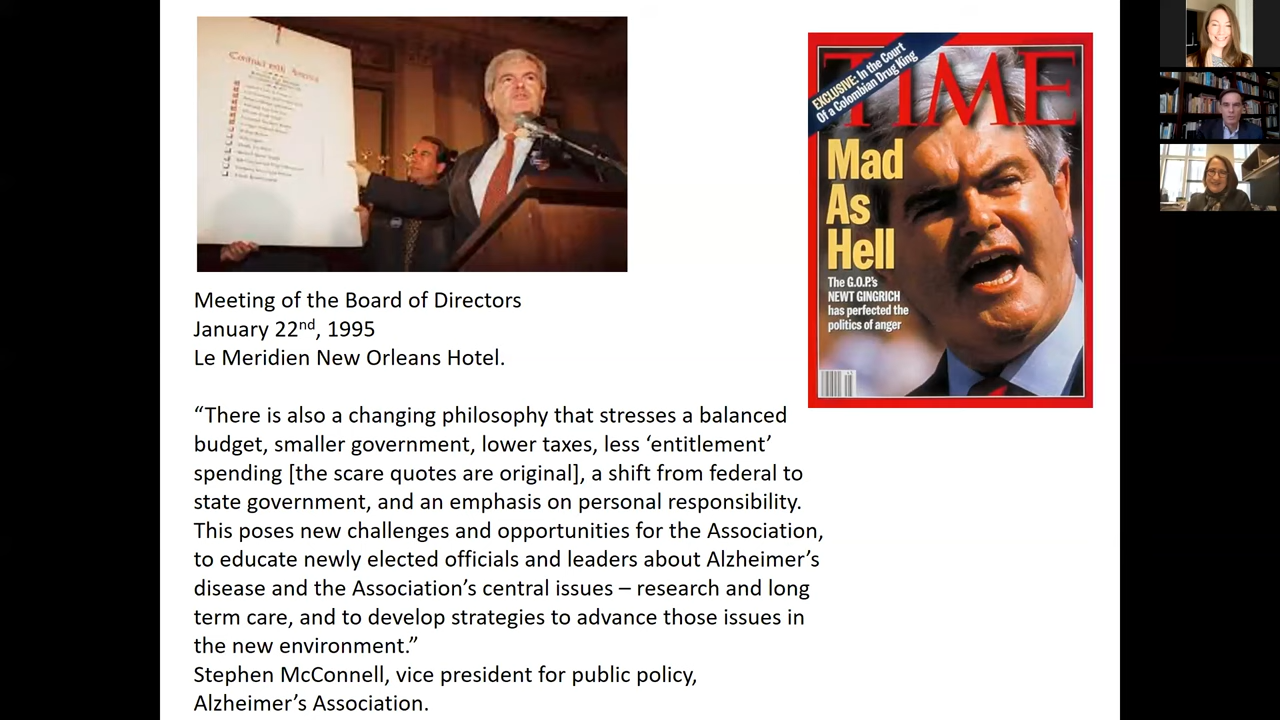 Contract with America
EXCLUSIVE: In the Court
Of a Colombian Drug King
TIME
Mad
As
Hell
The G.O.P.'s
NEWT GINGRICH
has perfected the
politics of anger
Meeting of the Board of Directors
January 22nd, 1995
Le Meridien New Orleans Hotel.
“There is also a changing philosophy that stresses a balanced
budget, smaller government, lower taxes, less ‘entitlement’
spending [the scare quotes are original], a shift from federal to
state government, and an emphasis on personal responsibility.
This poses new challenges and opportunities for the Association,
to educate newly elected officials and leaders about Alzheimer’s
disease and the Association’s central issues – research and long
term care, and to develop strategies to advance those issues in
the new environment.”
Stephen McConnell, vice president for public policy,
Alzheimer’s Association.